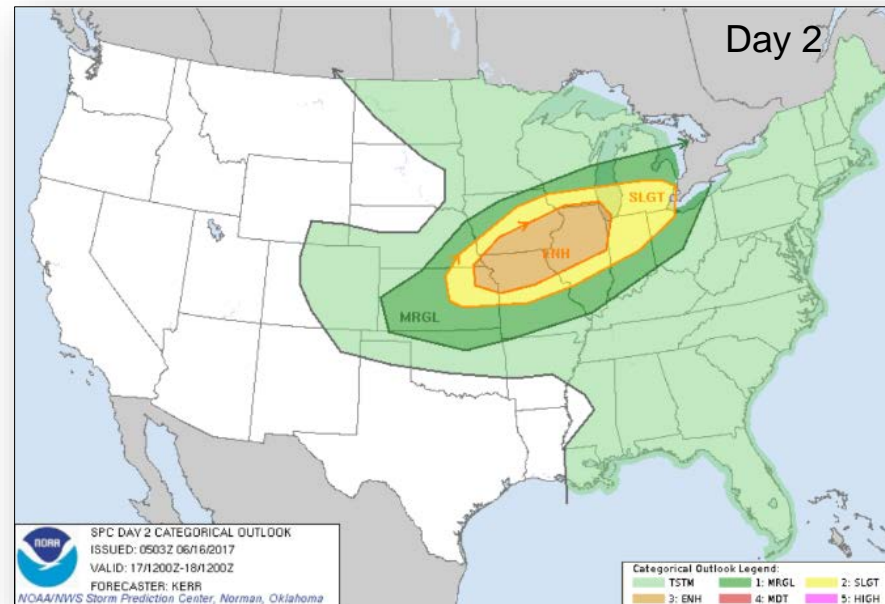 Day 2
SLGT
ENH
MRGL
NOAA
SPC DAY 2 CATEGORICAL OUTLOOK
ISSUED: 0503Z 06/16/2017
VALID: 17/1200Z-18/1200Z
FORECASTER: KERR
NOAA/NWS Storm Prediction Center, Norman, Oklahoma
Categorical Outlook Legend:
TSTM 1: MRGL 2: SLGT
3: ENH 4: MDT 5: HIGH